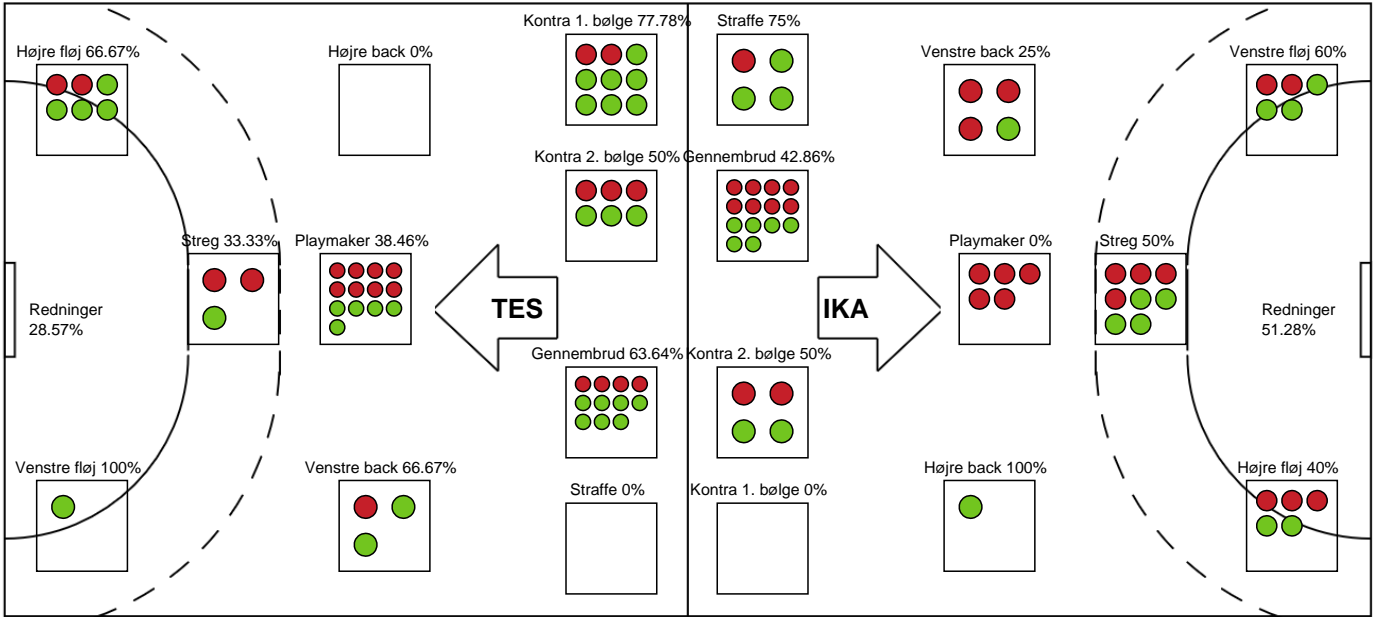 Kontra 1. bølge 77.78%
Straffe 75%
Højre fløj 66.67%
Højre back 0%
Venstre back 25%
Venstre fløj 60%
Kontra 2. bølge 50%
Gennembrud 42.86%
Streg 33.33%
Playmaker 38.46%
Playmaker 0%
Streg 50%
Redninger
28.57%
TES
IKA
Redninger
51.28%
Gennembrud 63.64%
Kontra 2. bølge 50%
Venstre fløj 100%
Venstre back 66.67%
Straffe 0%
Kontra 1. bølge 0%
Højre back 100%
Højre fløj 40%